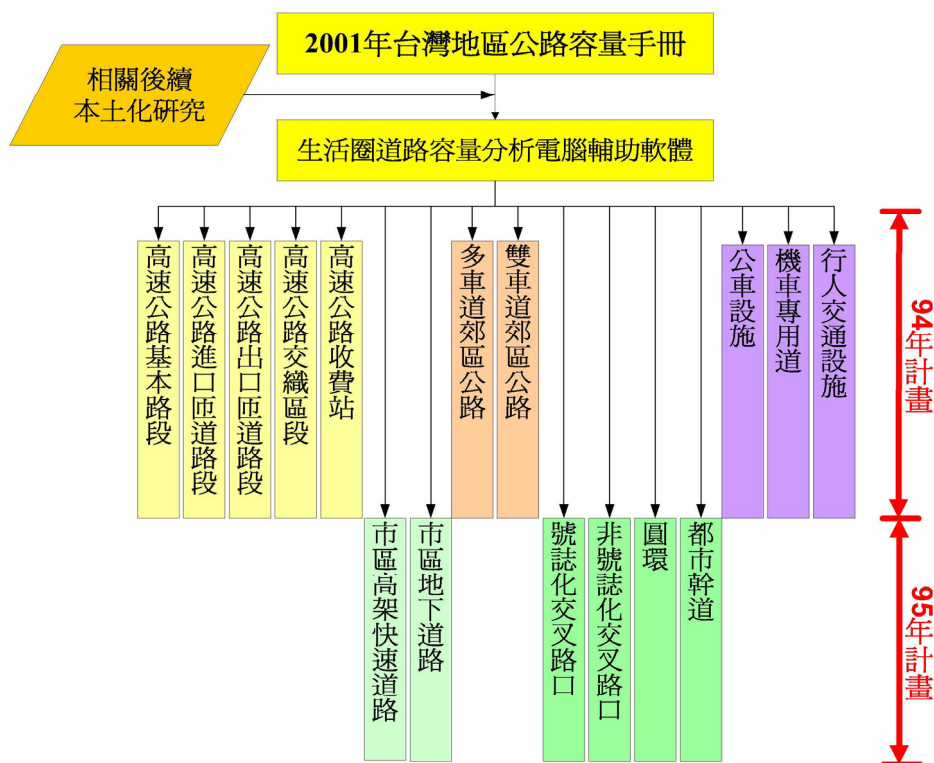 2001年台灣地區公路容量手冊
相關後續
本土化研究
生活圈道路容量分析電腦輔助軟體
高速公路基本路段
高速公路進口匝道路段
高速公路出口匝道路段
高速公路交織區段
高速公路收費站
市區高架快速道路
市區地下道路
多車道郊區公路
雙車道郊區公路
號誌化交叉路口
非號誌化交叉路口
圓環
都市幹道
公車設施
機車專用道
行人交通設施
94年計畫
95年計畫